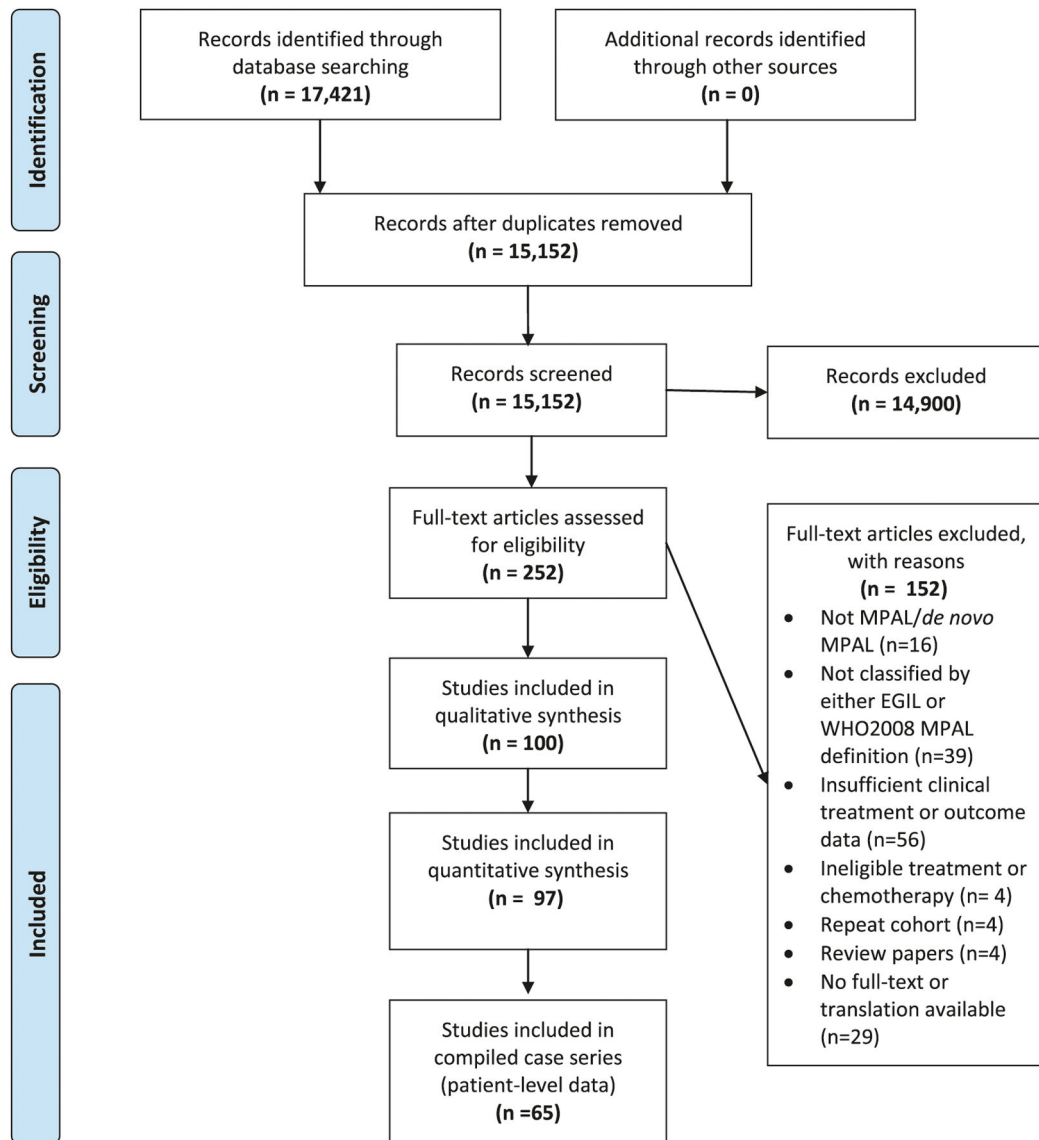 Identification
Records identified through
database searching
(n = 17,421)
Additional records identified
through other sources
(n = 0)
Records after duplicates removed
(n = 15,152)
Screening
Records screened
(n = 15,152)
Records excluded
(n = 14,900)
Eligibility
Full-text articles assessed
for eligibility
(n = 252)
Full-text articles excluded,
with reasons
(n = 152)
• Not MPAL/de novo
MPAL (n=16)
• Not classified by
either EGIL or
WHO2008 MPAL
definition (n=39)
• Insufficient clinical
treatment or outcome
data (n=56)
• Ineligible treatment or
chemotherapy (n= 4)
• Repeat cohort (n=4)
• Review papers (n=4)
• No full-text or
translation available
(n=29)
Included
Studies included in
qualitative synthesis
(n = 100)
Studies included in
quantitative synthesis
(n = 97)
Studies included in
compiled case series
(patient-level data)
(n =65)